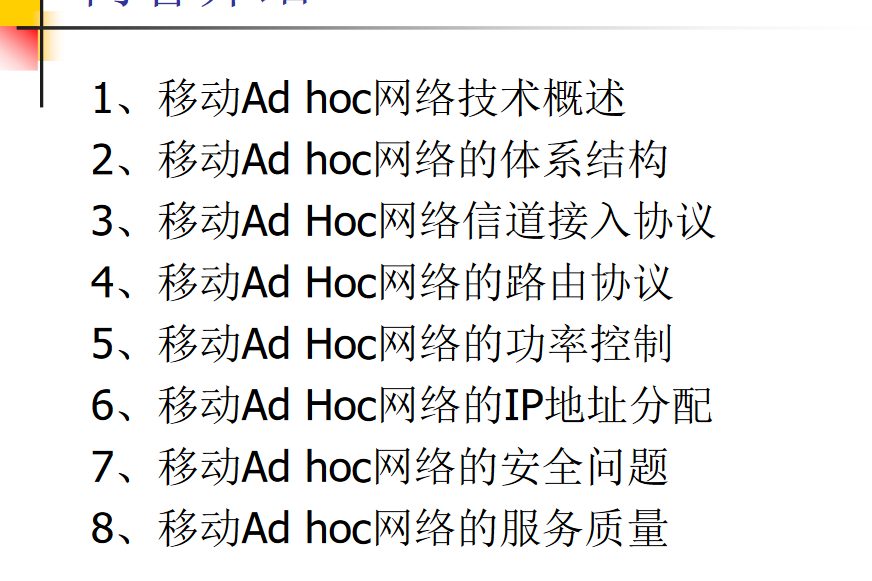 1、移动Ad hoc网络技术概述
2、移动Ad hoc网络的体系结构
3、移动Ad Hoc网络信道接入协议
4、移动Ad Hoc网络的路由协议
5、移动Ad Hoc网络的功率控制
6、移动Ad Hoc网络的IP地址分配
7、移动Ad hoc网络的安全问题
8、移动Ad hoc网络的服务质量